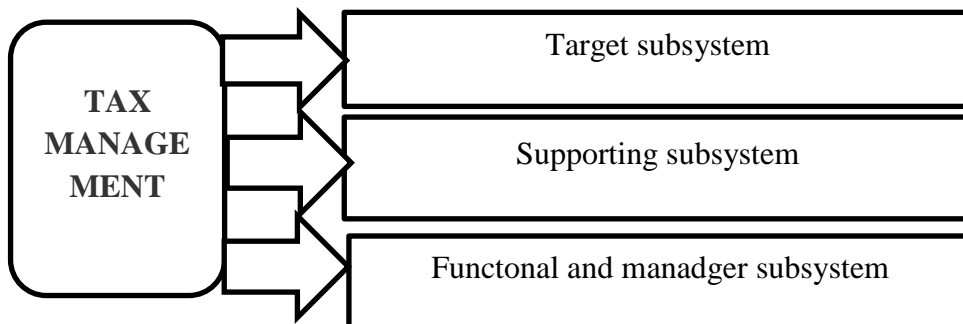 TAX
MANAGE
MENT
Target subsystem
Supporting subsystem
Functonal and manadger subsystem